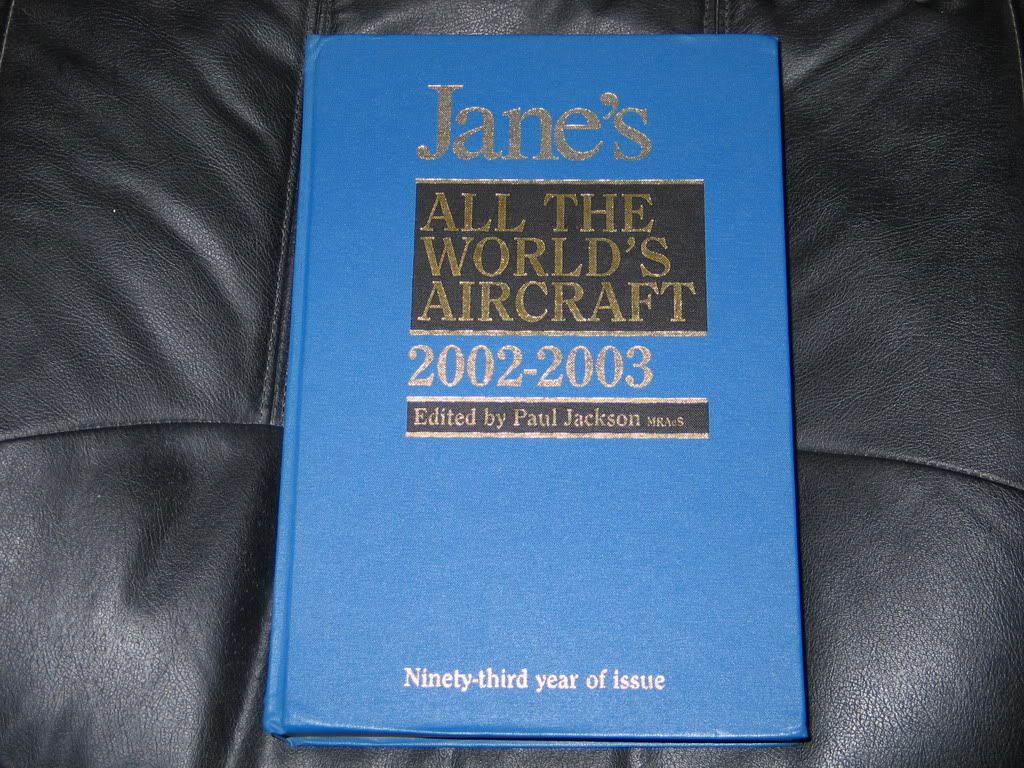 Jane's
ALL THE
WORLD'S
AIRCRAFT
2002-2003
Edited by Paul Jackson MRAeS
Ninety-third year of issue